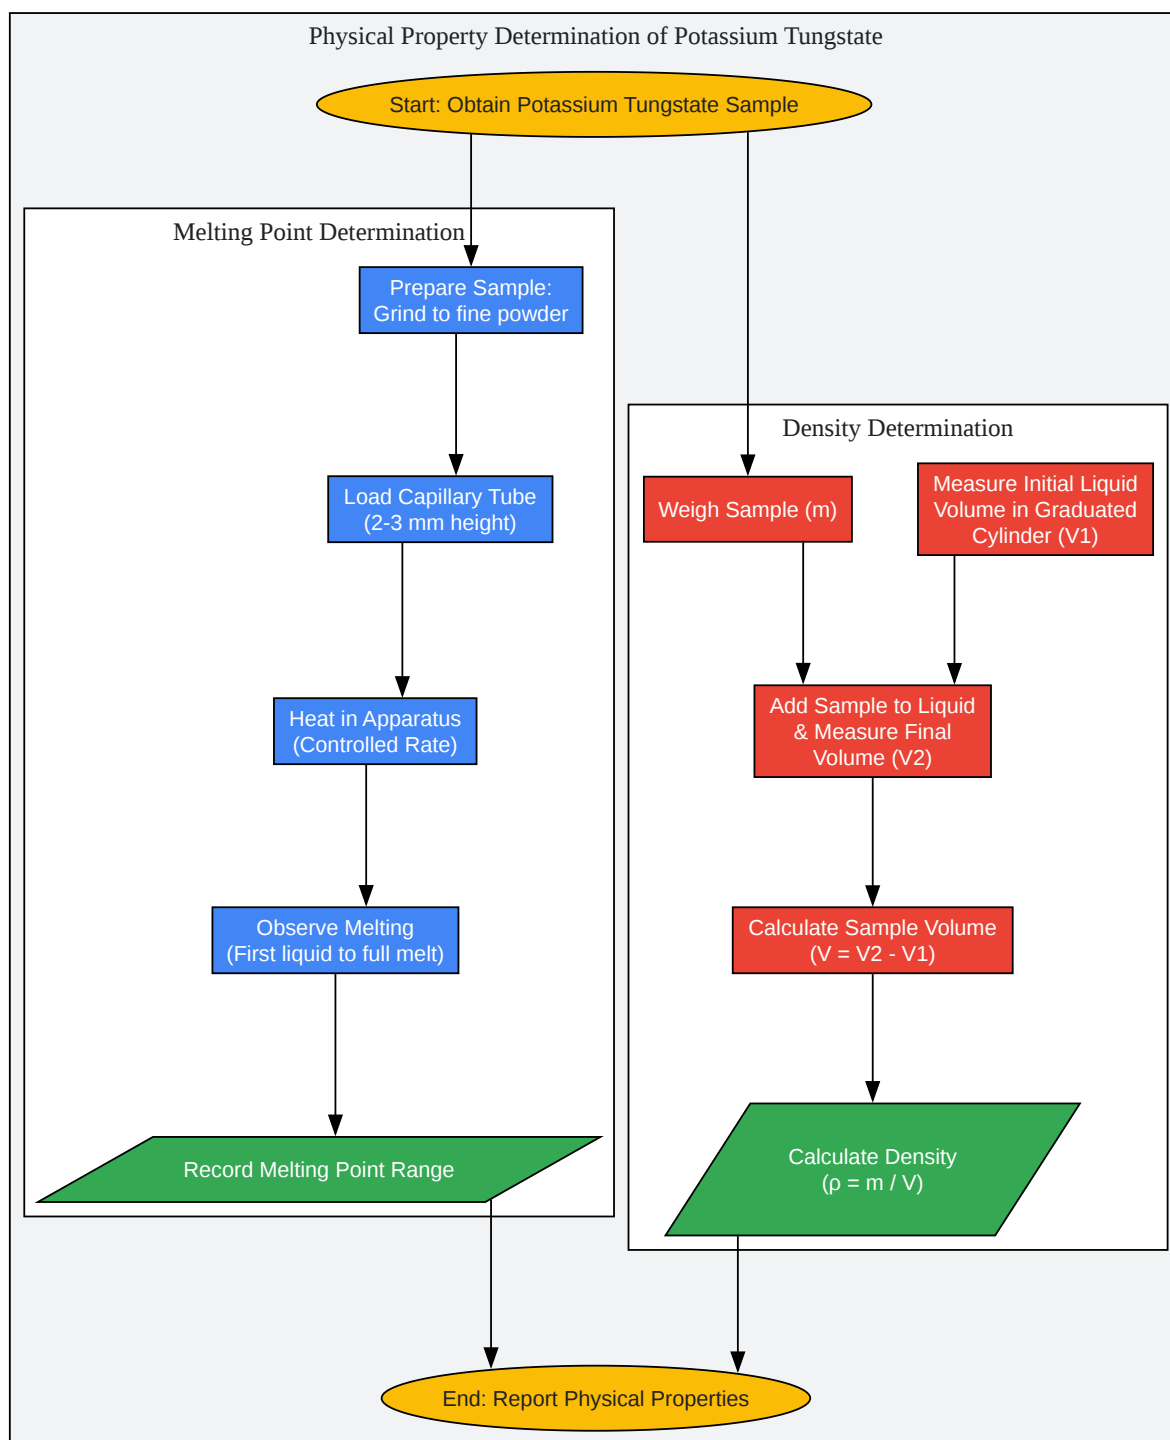 Physical Property Determination of Potassium Tungstate
Start: Obtain Potassium Tungstate Sample
Melting Point Determination
Prepare Sample:
Grind to fine powder
Load Capillary Tube
(2-3 mm height)
Heat in Apparatus
(Controlled Rate)
Observe Melting
(First liquid to full melt)
Record Melting Point Range
Density Determination
Weigh Sample (m)
Measure Initial Liquid
Volume in Graduated
Cylinder (V1)
Add Sample to Liquid
& Measure Final
Volume (V2)
Calculate Sample Volume
(V = V2 - V1)
Calculate Density
(ρ = m / V)
End: Report Physical Properties